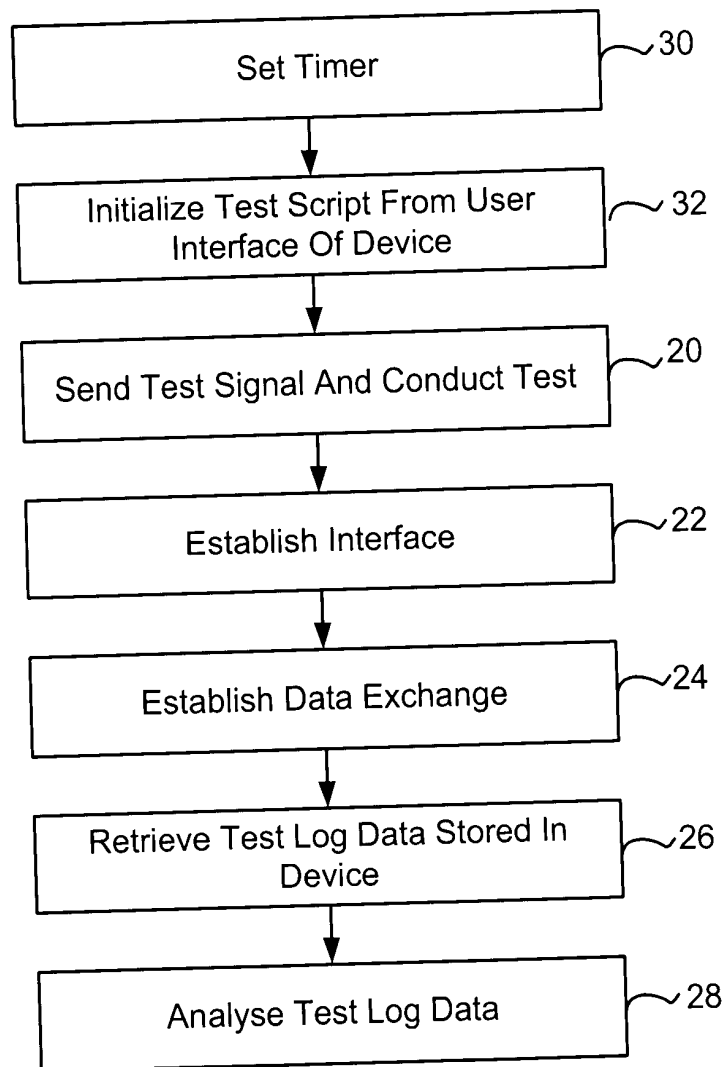 Set Timer
30
Initialize Test Script From User
Interface Of Device
32
Send Test Signal And Conduct Test
20
Establish Interface
22
Establish Data Exchange
24
Retrieve Test Log Data Stored In
Device
26
Analyse Test Log Data
28